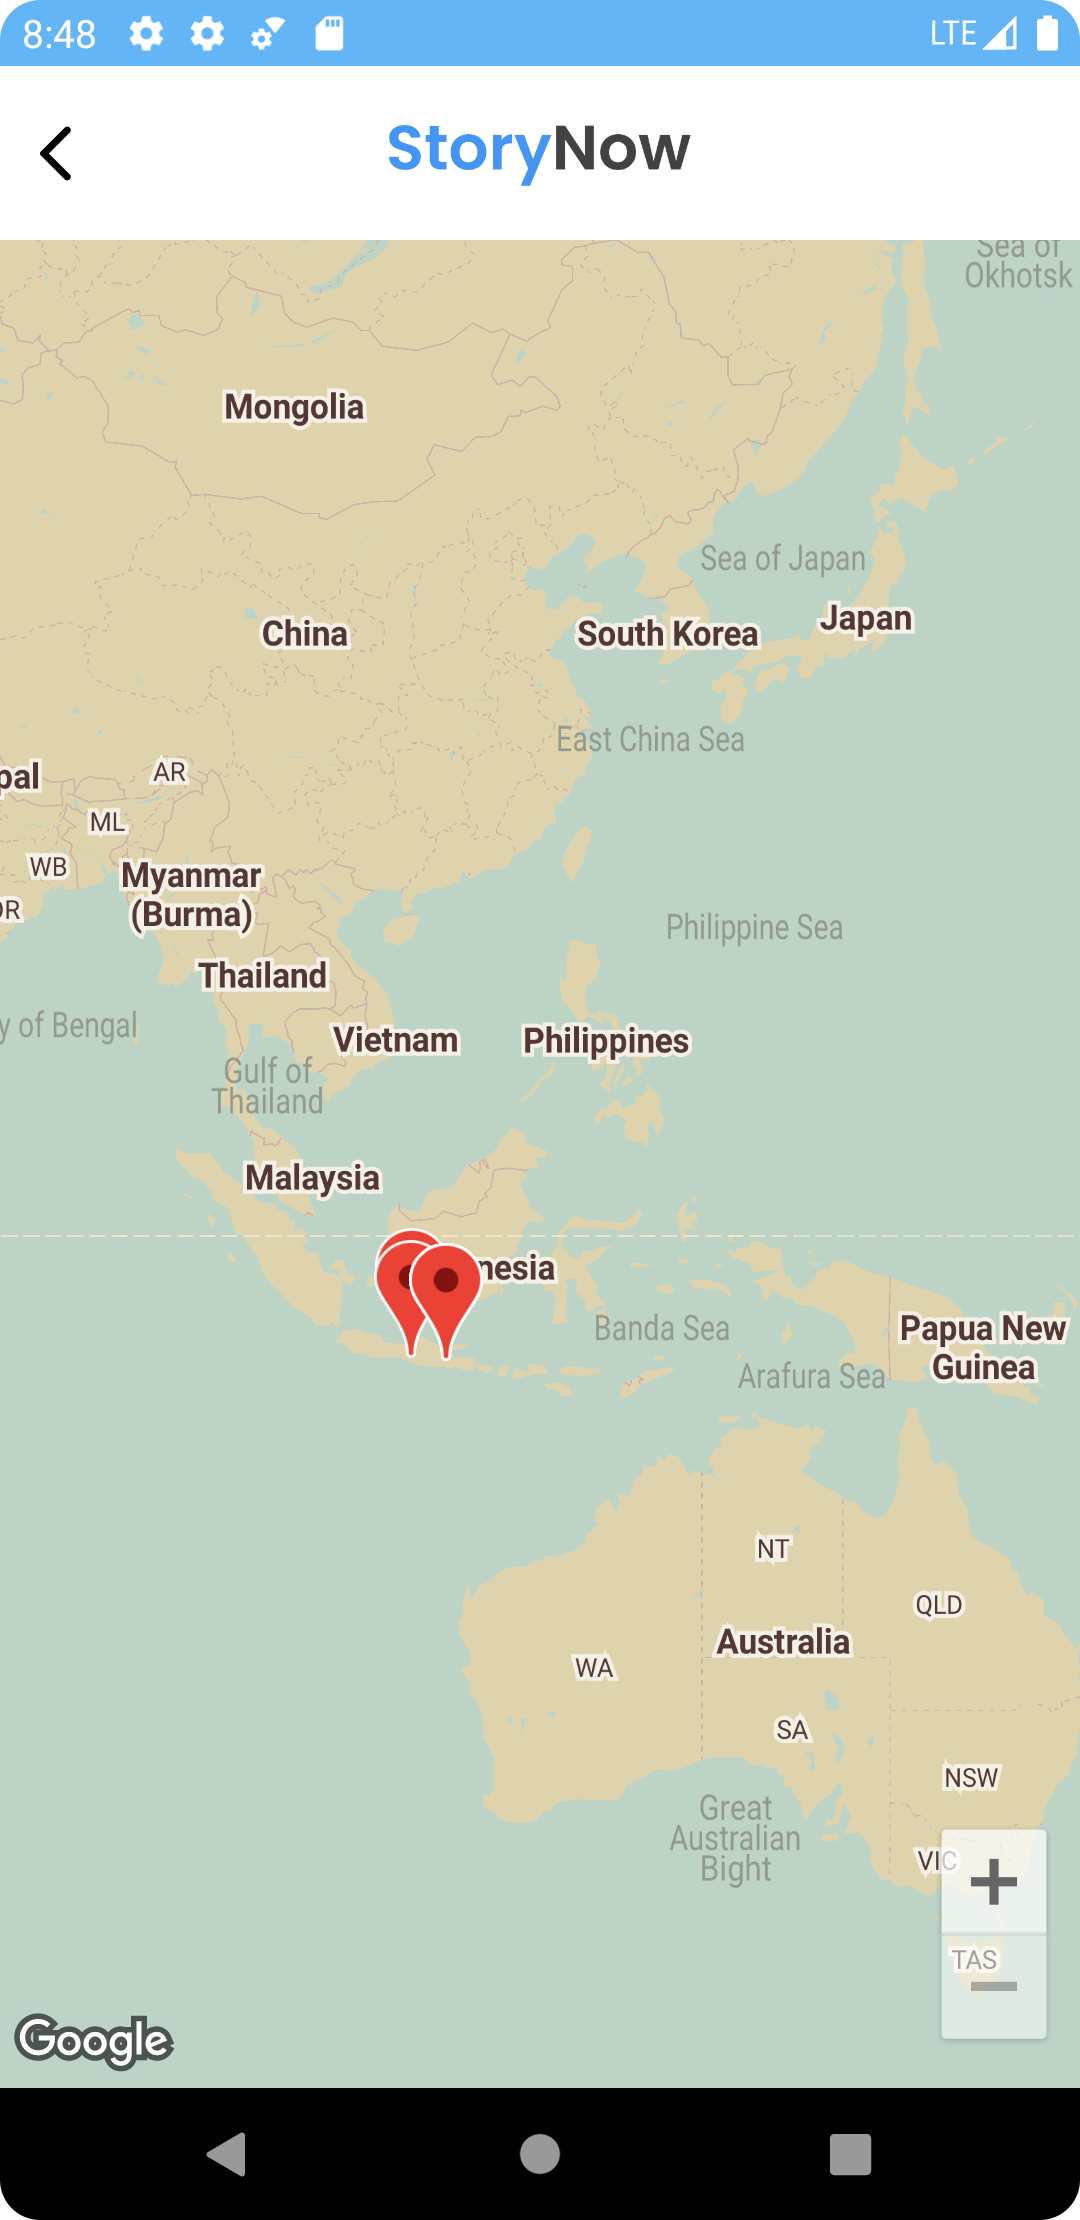 8:48
LTE
StoryNow
Sea of
Okhotsk
Mongolia
Sea of Japan
Japan
China
South Korea
East China Sea
pal
AR
ML
WB
Myanmar
(Burma)
OR
Philippine Sea
Thailand
y of Bengal
Vietnam
Philippines
Gulf of
Thailand
Malaysia
nesia
Banda Sea
Papua New
Guinea
Arafura Sea
NT
QLD
Australia
WA
SA
NSW
Great
Australian
Bight
VIC
TAS
Google